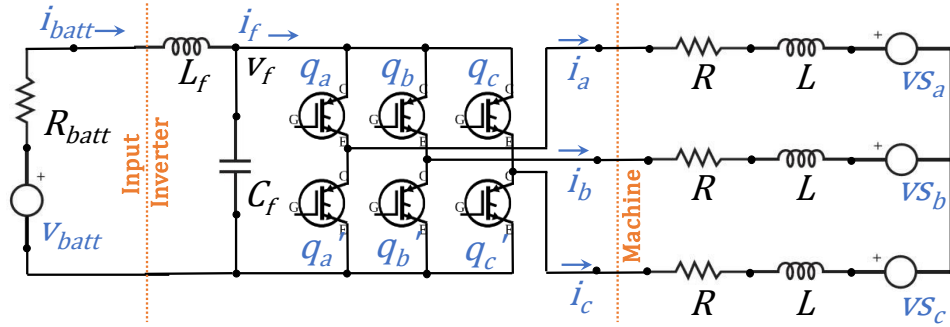 i_batt
i_f
L_f
v_f
q_a
q_b
q_c
i_a
R
L
+
vs_a
C
C
C
G
G
G
E
E
E
R_batt
Input
Inverter
+
v_batt
C_f
i_b
R
L
+
vs_b
C
C
C
G
G
G
E
E
E
q_a'
q_b'
q_c'
Machine
i_c
R
L
+
vs_c